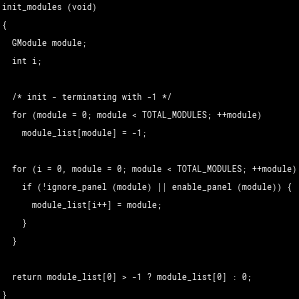 init_modules (void)
{
GModule module;
int i;
/* init - terminating with -1 */
for (module = 0; module < TOTAL_MODULES; ++module)
module_list[module] = -1;
for (i = 0, module = 0; module < TOTAL_MODULES; ++module)
if (!ignore_panel (module) || enable_panel (module)) {
module_list[i++] = module;
}
}
return module_list[0] > -1 ? module_list[0] : 0;
}